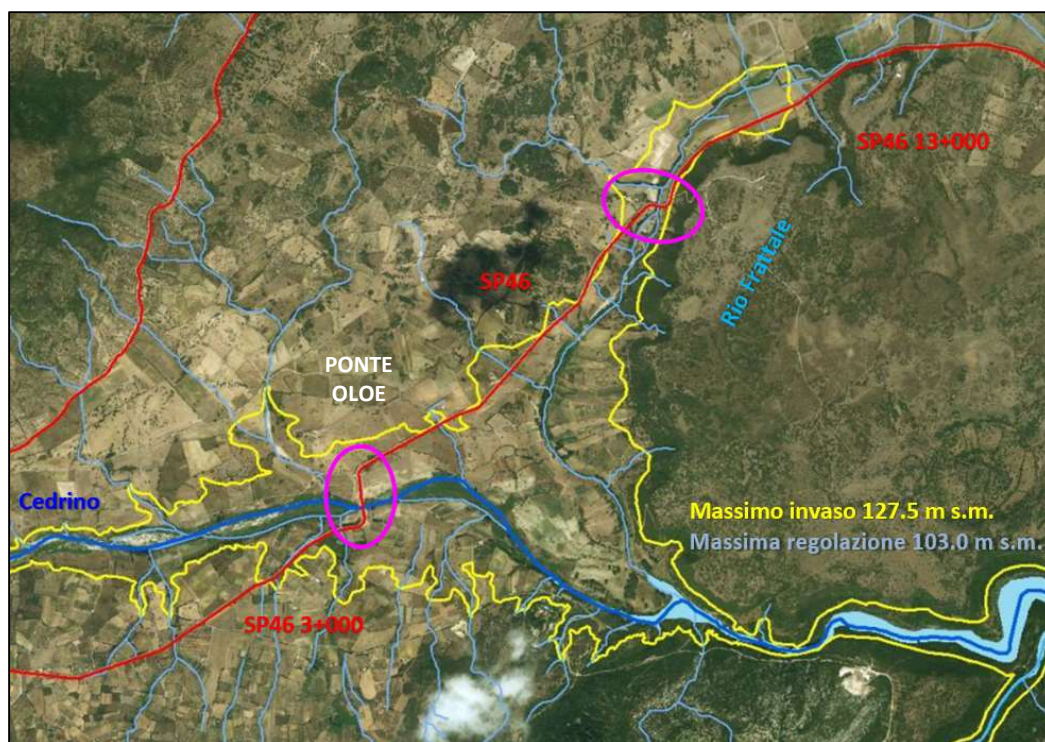 SP46 13+000
Rio Frattale
SP46
PONTE
OLOE
Cedrino
Massimo invaso 127.5 m s.m.
Massima regolazione 103.0 m s.m.
SP46 3+000